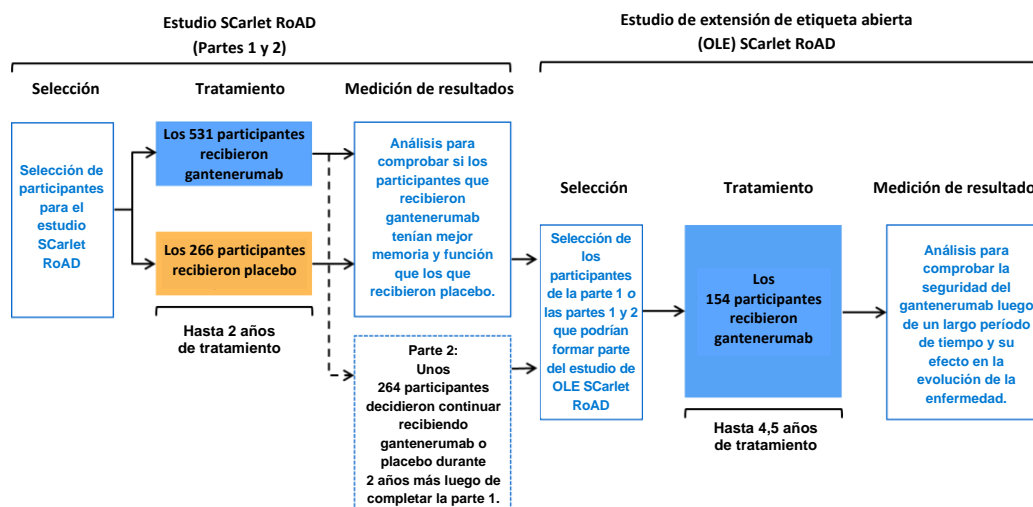 Estudio SCarlet RoAD
(Partes 1 y 2)
Selección
Tratamiento
Medición de resultados
Selección de
participantes
para el
estudio
SCarlet
RoAD
Los 531 participantes
recibieron
gantenerumab
Los 266 participantes
recibieron placebo
Hasta 2 años
de tratamiento
Análisis para
comprobar si los
participantes que
recibieron
gantenerumab
tenían mejor
memoria y función
que los que
recibieron placebo.
Parte 2:
Unos
264 participantes
decidieron continuar
recibiendo
gantenerumab o
placebo durante
2 años más luego de
completar la parte 1.
Estudio de extensión de etiqueta abierta
(OLE) SCarlet RoAD
Selección
Tratamiento
Medición de resultado
Selección de
los
participantes
de la parte 1 o
las partes 1 y 2
que podrían
formar parte
del estudio de
OLE SCarlet
RoAD
Los
154 participantes
recibieron
gantenerumab
Hasta 4,5 años
de tratamiento
Análisis para
comprobar la
seguridad del
gantenerumab luego
de un largo período
de tiempo y su
efecto en la
evolución de la
enfermedad.